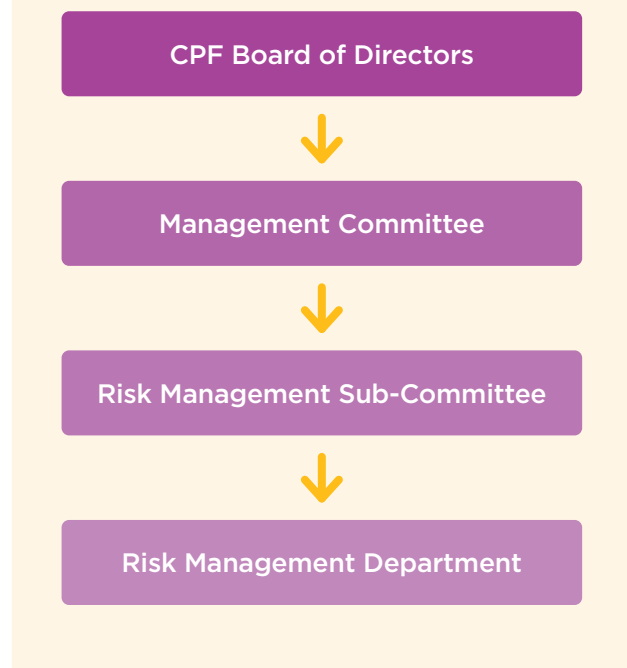 CPF Board of Directors
Management Committee
Risk Management Sub-Committee
Risk Management Department